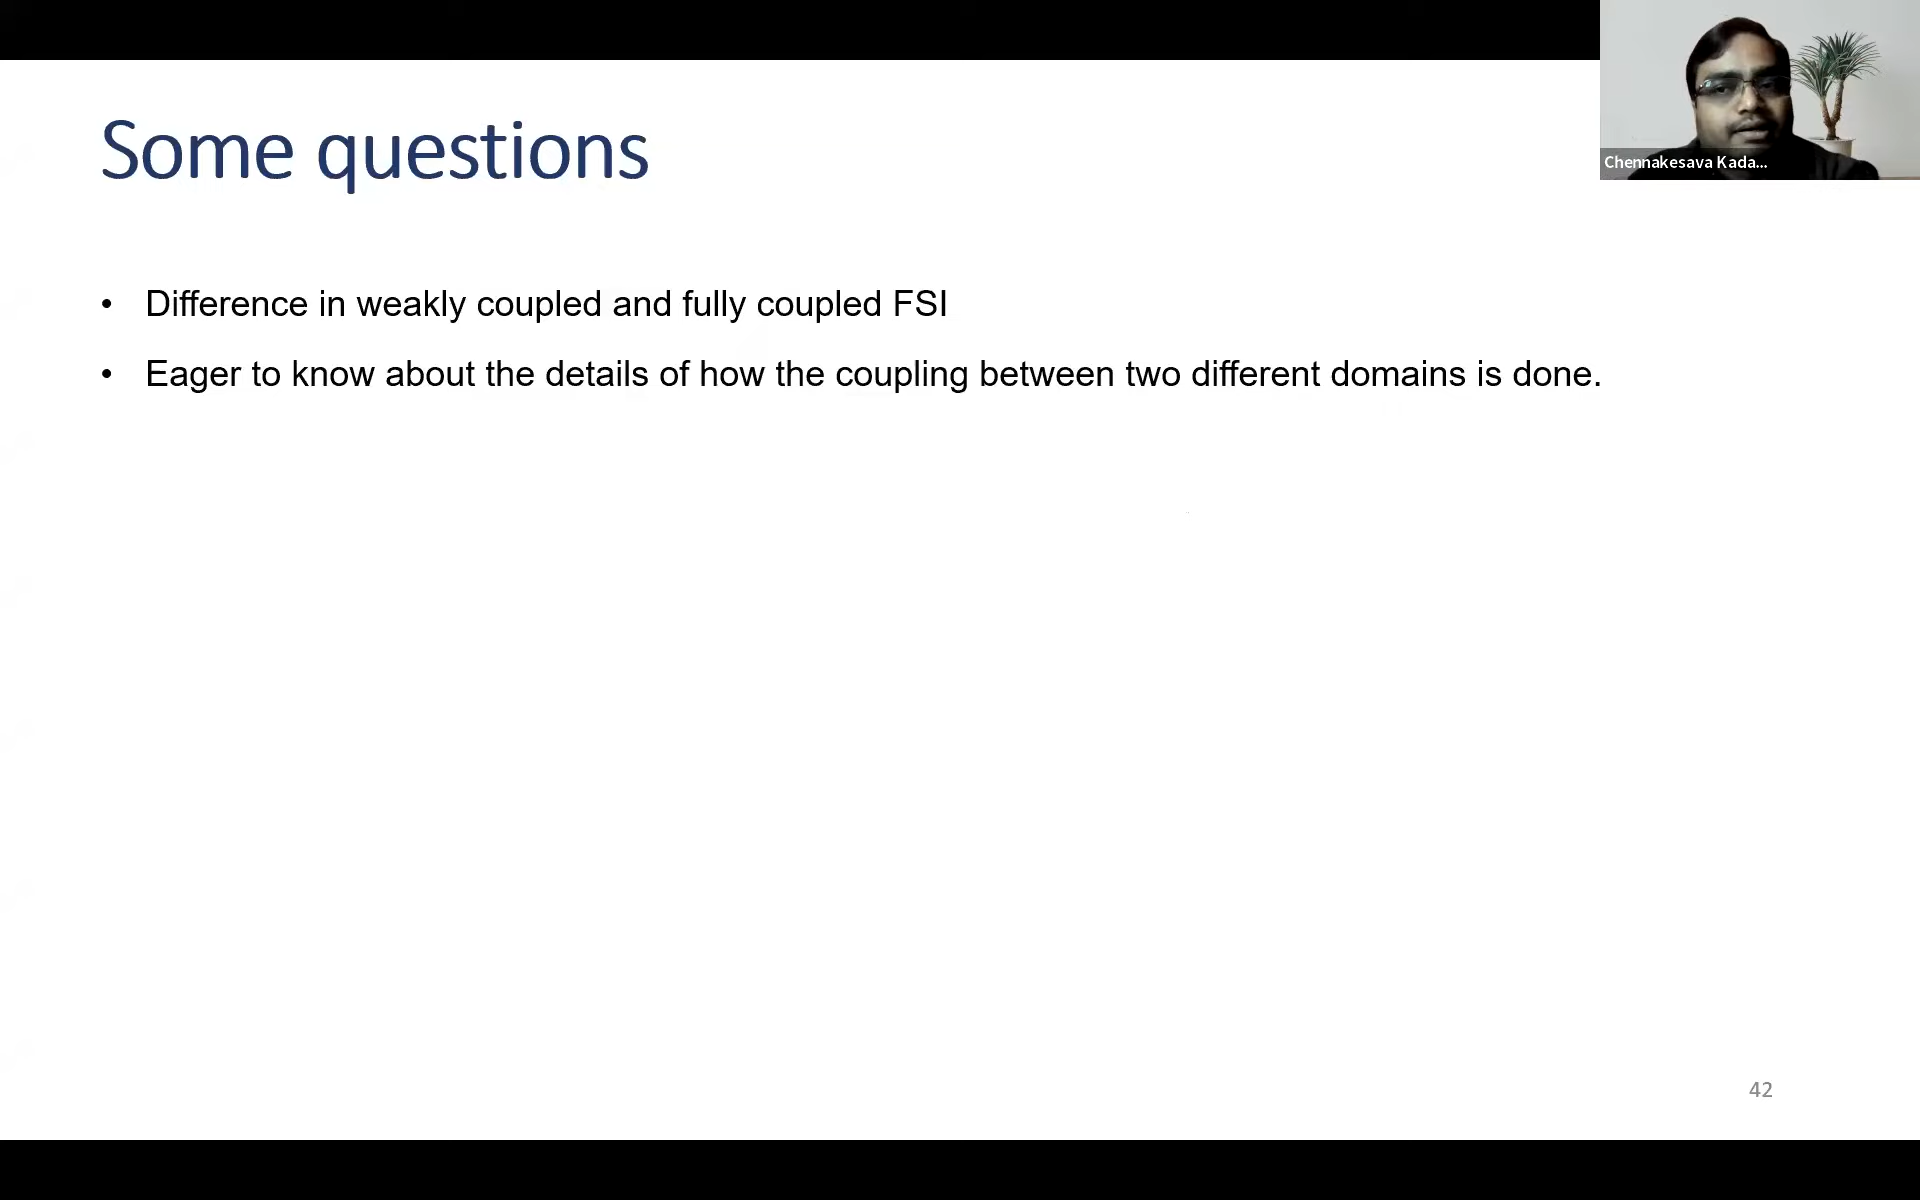 Some questions
Chennakesava Kada...
• Difference in weakly coupled and fully coupled FSI
• Eager to know about the details of how the coupling between two different domains is done.
42